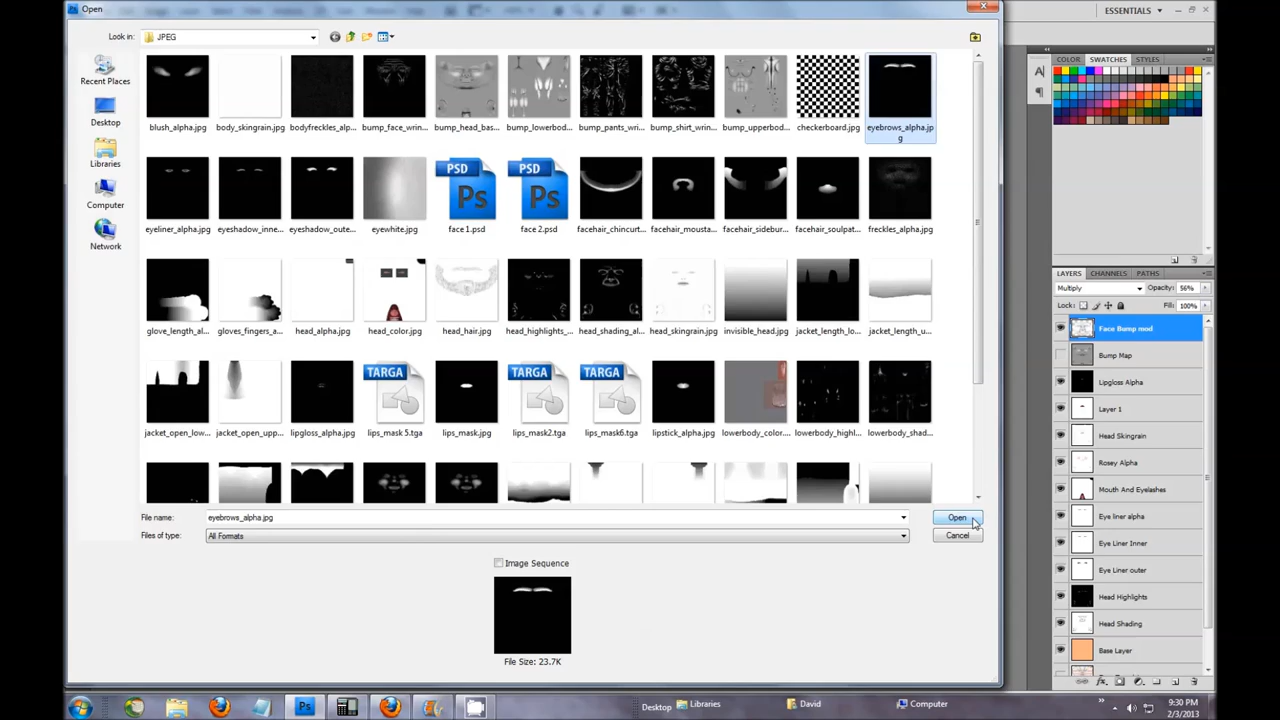 Open
ESSENTIALS
Look in:
JPEG
Recent Places
Desktop
Libraries
Computer
Network
blush_alpha.jpg
body_skingrain.jpg
bodyfreckles_alp...
bump_face_wrin...
bump_head_bas...
bump_lowerbod...
bump_pants_wri...
bump_shirt_wrin...
bump_upperbod...
checkerboard.jpg
eyebrows_alpha.jp
g
PSD
Ps
PSD
Ps
eyeliner_alpha.jpg
eyeshadow_inne...
eyeshadow_oute...
eyewhite.jpg
face 1.psd
face 2.psd
facehair_chincurt...
facehair_mousta...
facehair_sidebur...
facehair_soulpat...
freckles_alpha.jpg
glove_length_al...
gloves_fingers_a...
head_alpha.jpg
head_color.jpg
head_hair.jpg
head_highlights_...
head_shading_al...
head_skingrain.jpg
invisible_head.jpg
jacket_length_lo...
jacket_length_u...
TARGA
TARGA
TARGA
jacket_open_low...
jacket_open_upp...
lipgloss_alpha.jpg
lips_mask 5.tga
lips_mask.jpg
lips_mask2.tga
lips_mask6.tga
lipstick_alpha.jpg
lowerbody_color....
lowerbody_highl...
lowerbody_shad...
File name:
eyebrows_alpha.jpg
Open
Files of type:
All Formats
Cancel
Image Sequence
File Size: 23.7K
COLOR
SWATCHES
STYLES
A
¶
LAYERS
CHANNELS
PATHS
Multiply
Opacity:
56%
Lock:
Fill:
100%
Face Bump mod
Bump Map
Lipgloss Alpha
Layer 1
Head Skingrain
Rosey Alpha
Mouth And Eyelashes
Eye liner alpha
Eye Liner Inner
Eye Liner outer
Head Highlights
Head Shading
Base Layer
fx
Ps
Desktop
Libraries
David
Computer
9:30 PM
2/3/2013